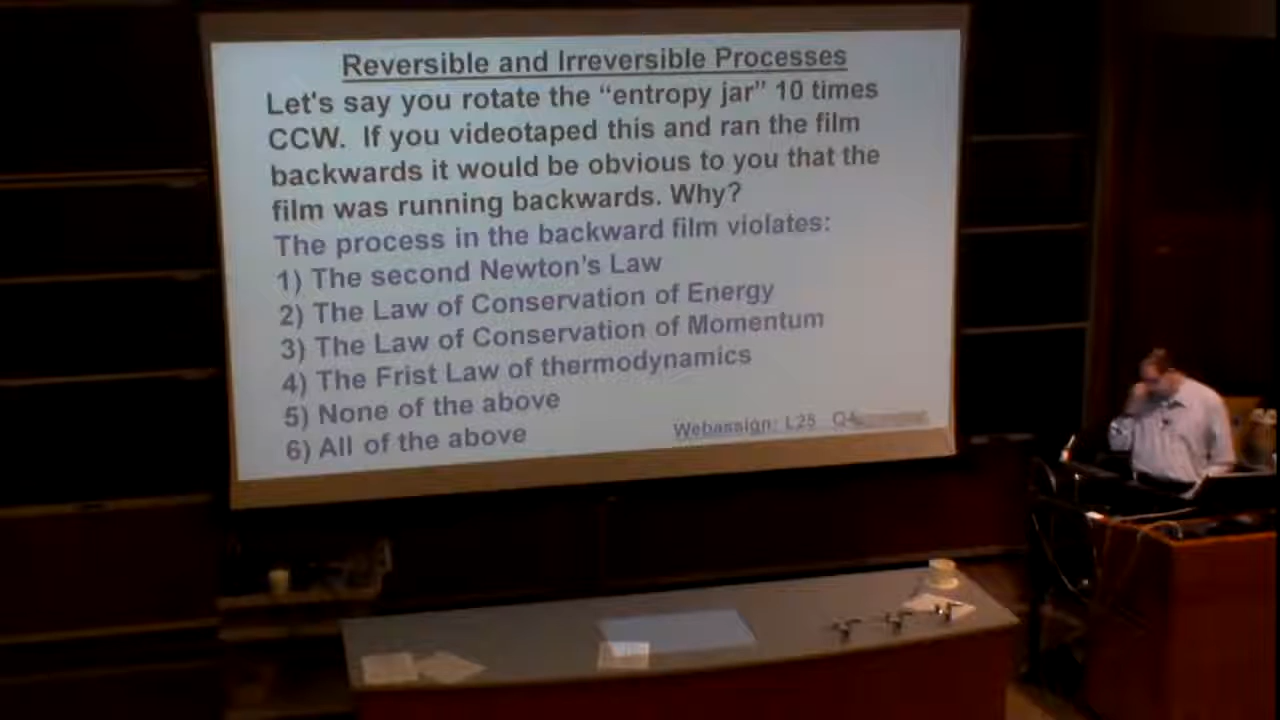 Reversible and Irreversible Processes
Let's say you rotate the “entropy jar” 10 times
CCW. If you videotaped this and ran the film
backwards it would be obvious to you that the
film was running backwards. Why?
The process in the backward film violates:
1) The second Newton's Law
2) The Law of Conservation of Energy
3) The Law of Conservation of Momentum
4) The Frist Law of thermodynamics
5) None of the above
6) All of the above
Webassign: L25